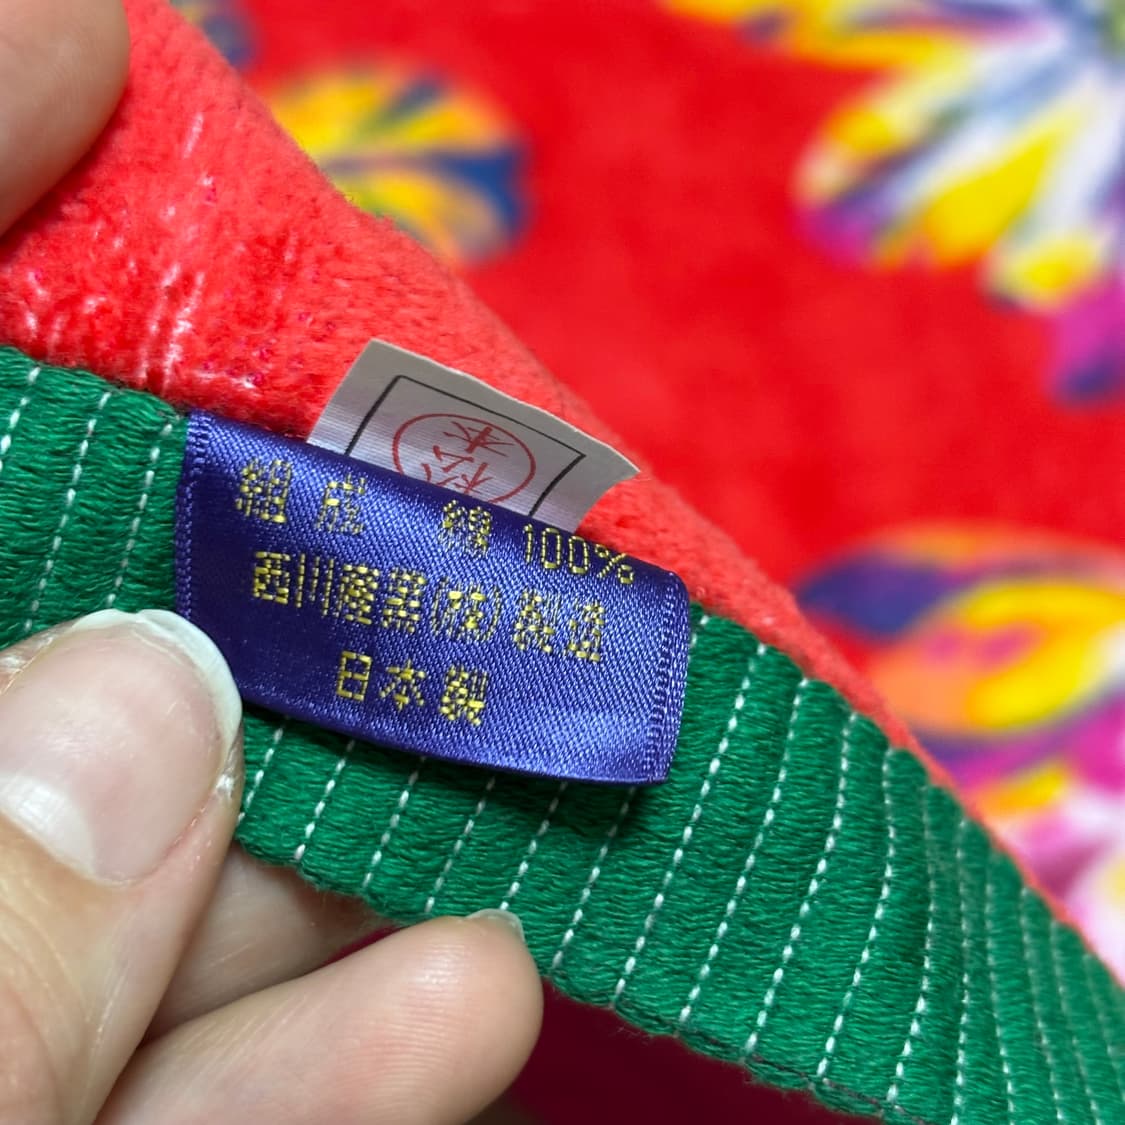 組成 綿 100%
西川産業(株)製造
日本製